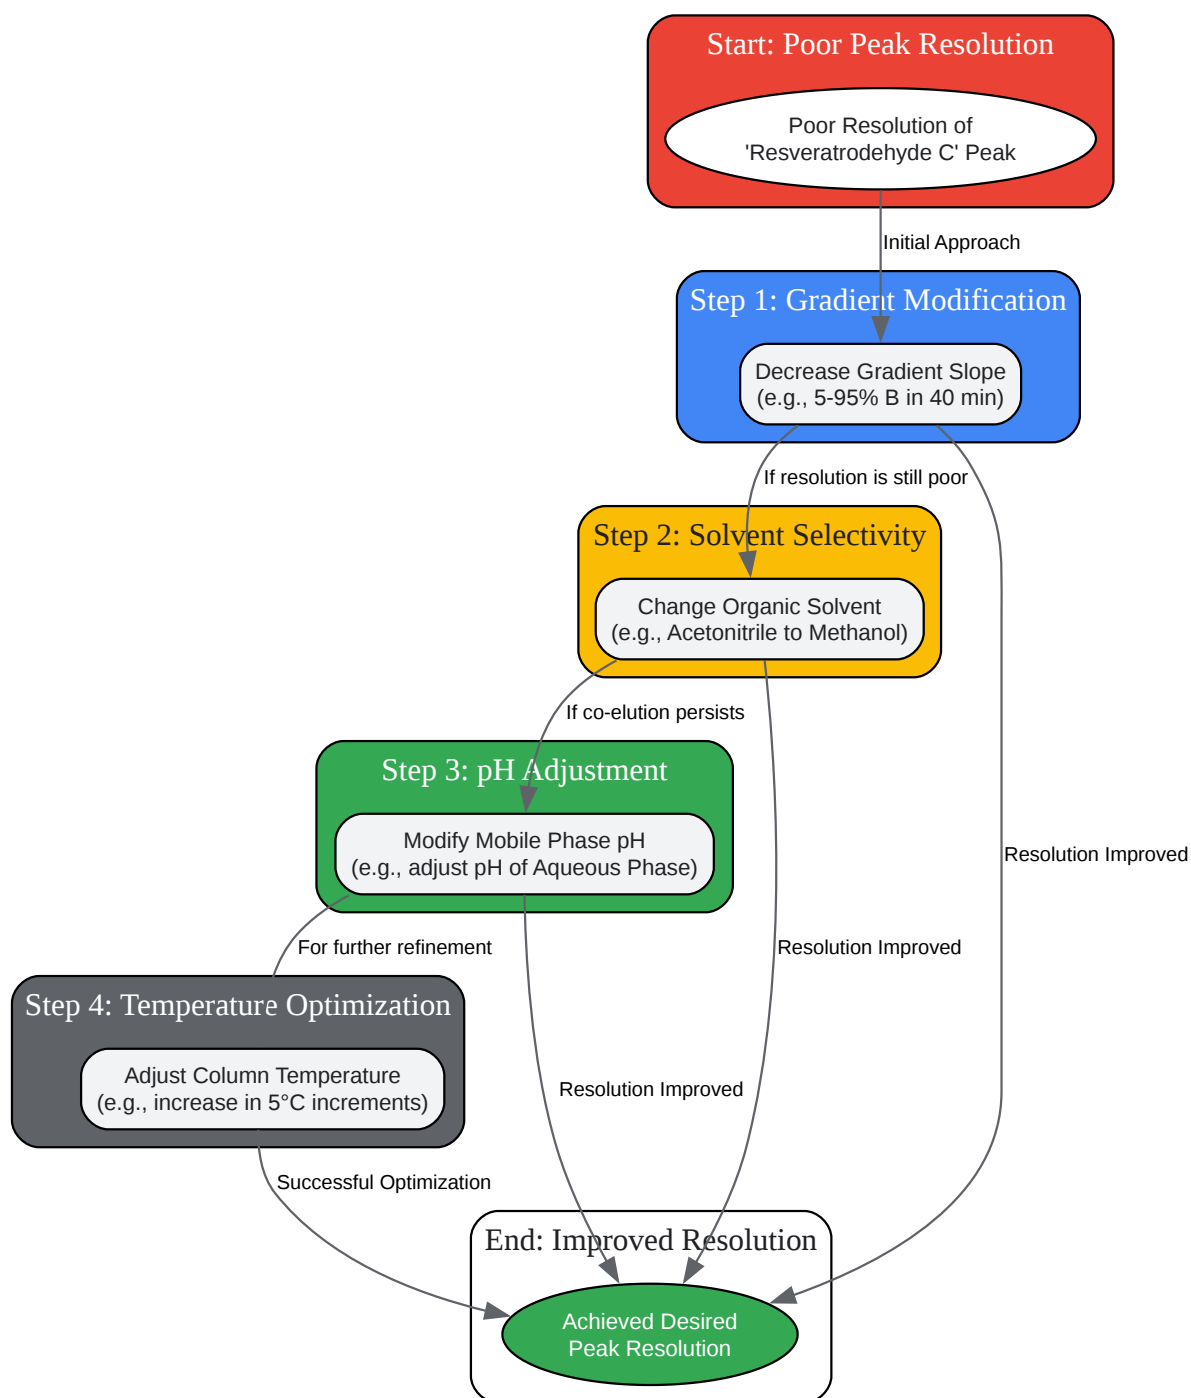 Start: Poor Peak Resolution
Poor Resolution of
'Resveratrodehyde C' Peak
Initial Approach
Step 1: Gradient Modification
Decrease Gradient Slope
(e.g., 5-95% B in 40 min)
If resolution is still poor
Step 2: Solvent Selectivity
Change Organic Solvent
(e.g., Acetonitrile to Methanol)
If co-elution persists
Step 3: pH Adjustment
Modify Mobile Phase pH
(e.g., adjust pH of Aqueous Phase)
Resolution Improved
For further refinement
Resolution Improved
Step 4: Temperature Optimization
Adjust Column Temperature
(e.g., increase in 5°C increments)
Resolution Improved
Successful Optimization
End: Improved Resolution
Achieved Desired
Peak Resolution